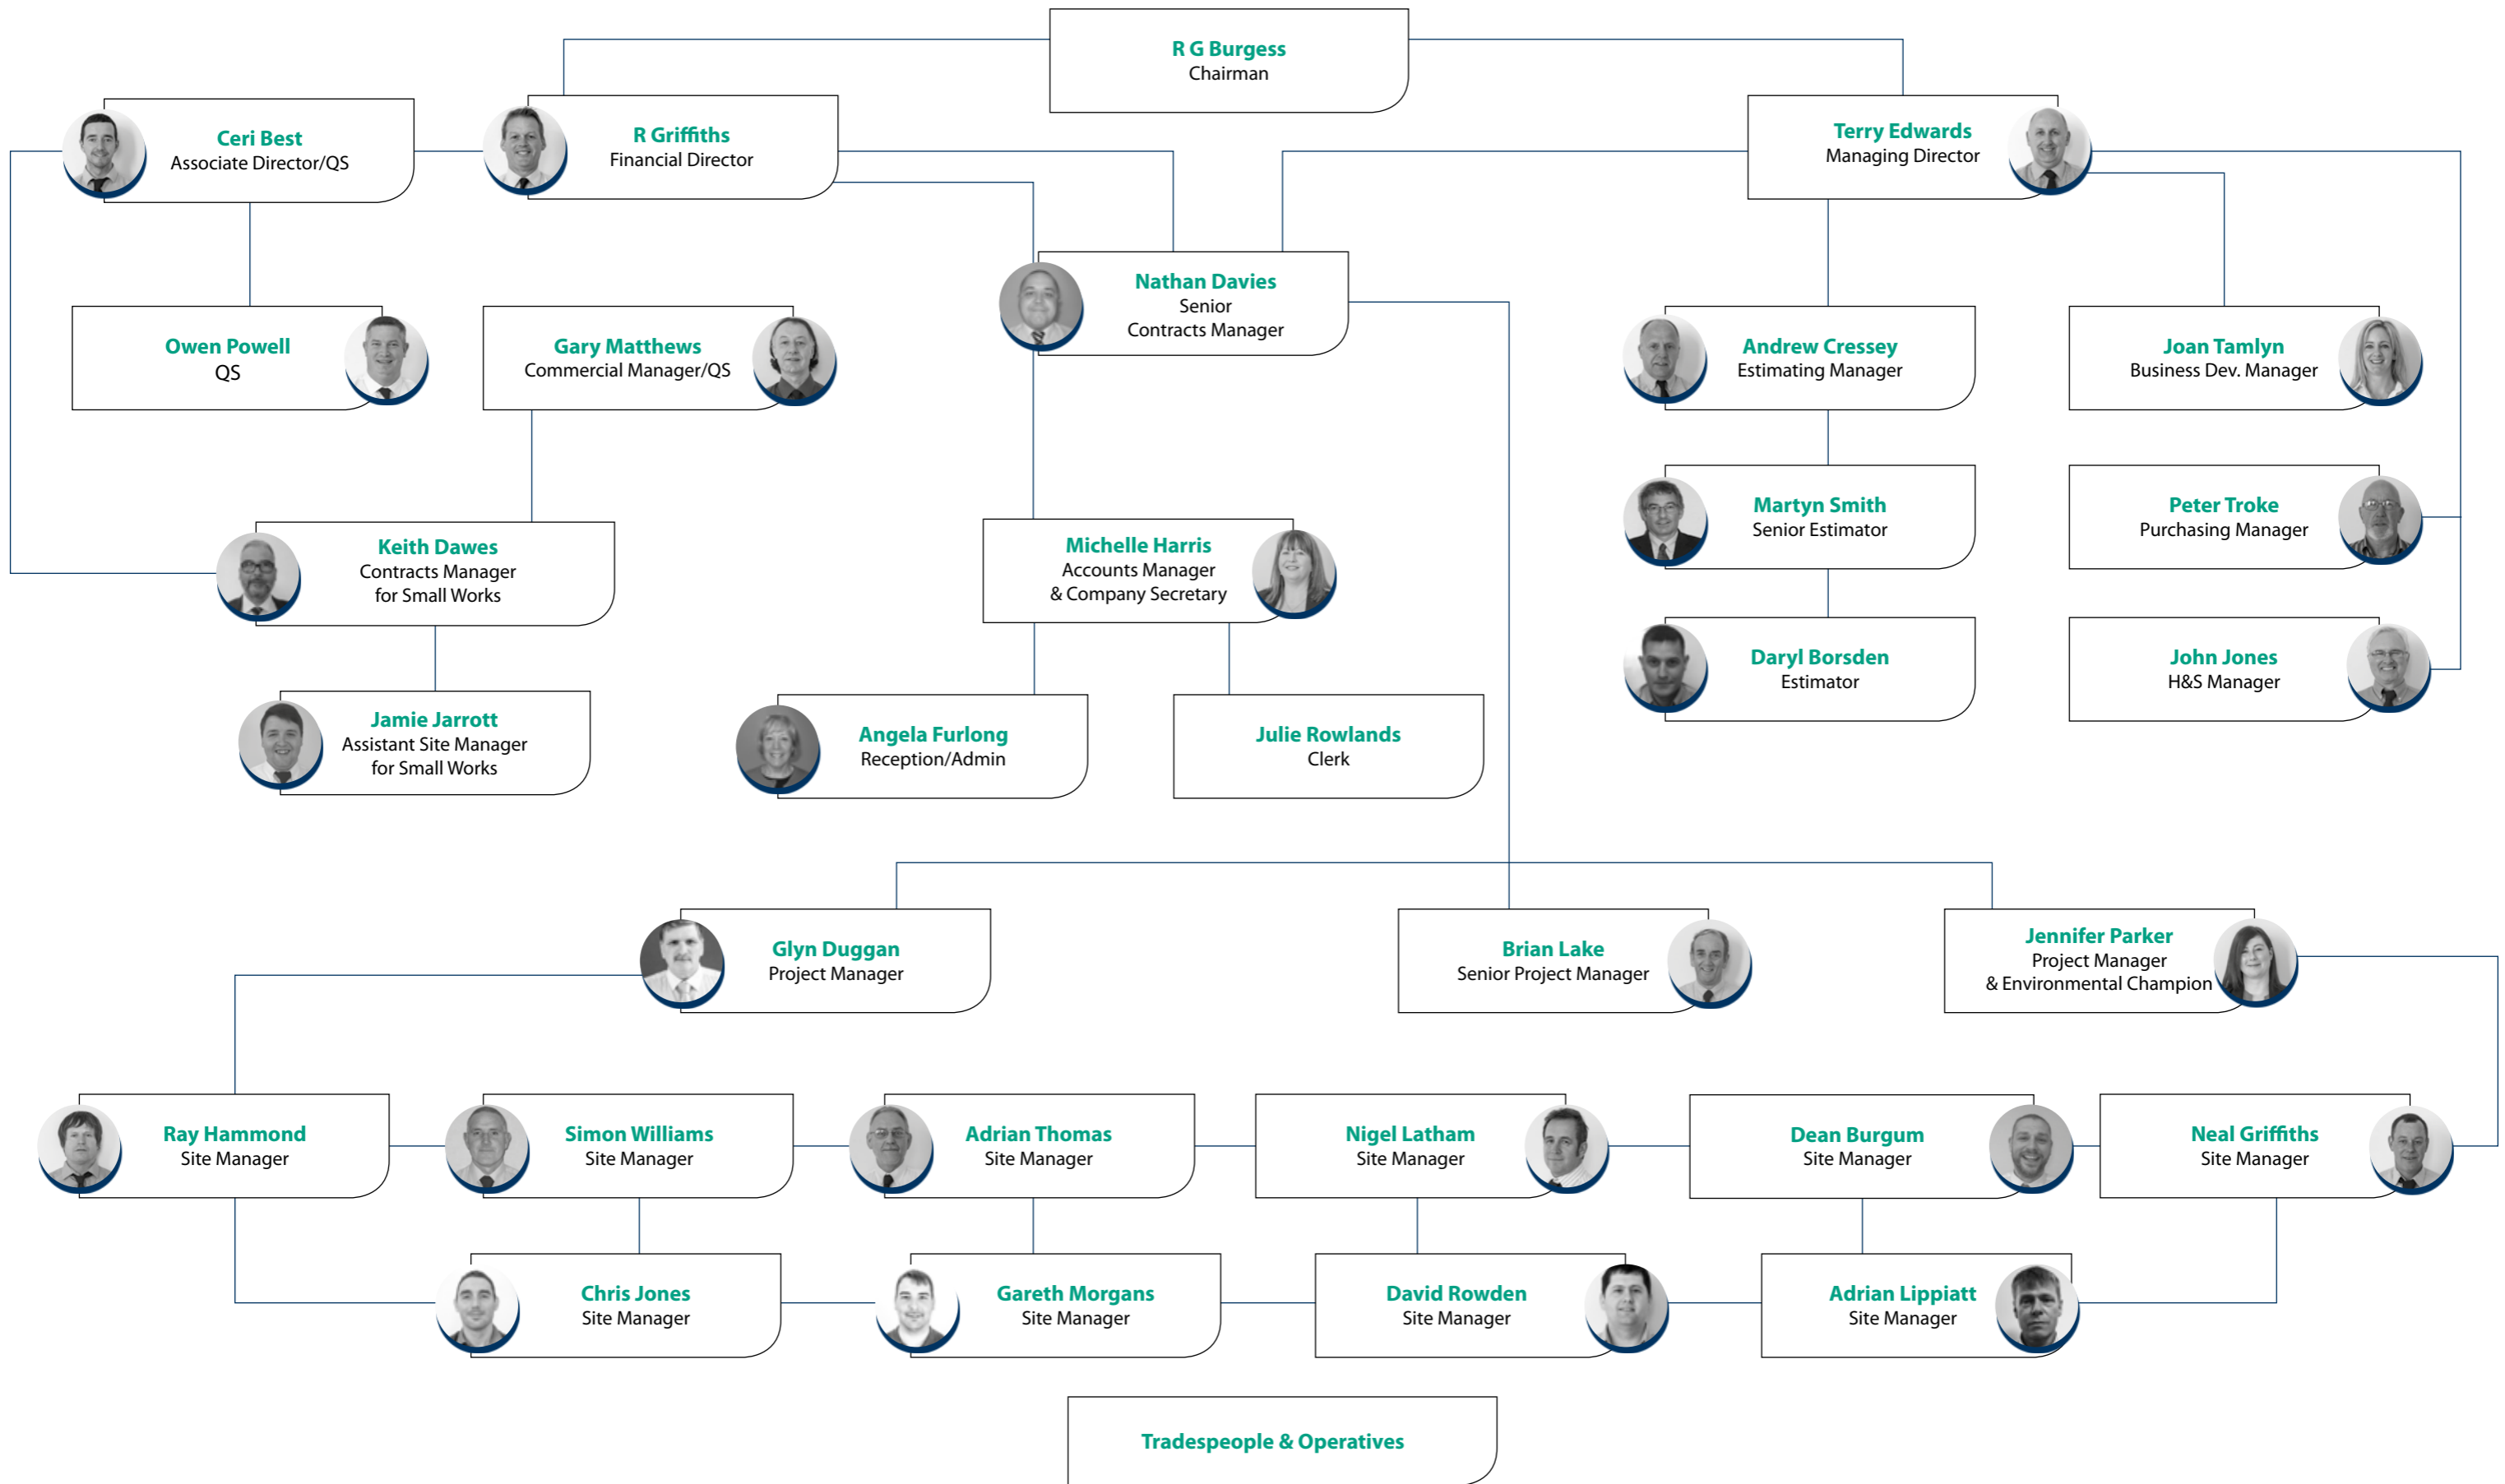 R G Burgess
Chairman
Ceri Best
Associate Director/QS
R Griffiths
Financial Director
Terry Edwards
Managing Director
Nathan Davies
Senior
Contracts Manager
Owen Powell
QS
Gary Matthews
Commercial Manager/QS
Andrew Cressey
Estimating Manager
Joan Tamlyn
Business Dev. Manager
Martyn Smith
Senior Estimator
Peter Troke
Purchasing Manager
Keith Dawes
Contracts Manager
for Small Works
Michelle Harris
Accounts Manager
& Company Secretary
Daryl Borsden
Estimator
John Jones
H&S Manager
Jamie Jarrott
Assistant Site Manager
for Small Works
Angela Furlong
Reception/Admin
Julie Rowlands
Clerk
Glyn Duggan
Project Manager
Brian Lake
Senior Project Manager
Jennifer Parker
Project Manager
& Environmental Champion
Ray Hammond
Site Manager
Simon Williams
Site Manager
Adrian Thomas
Site Manager
Nigel Latham
Site Manager
Dean Burgum
Site Manager
Neal Griffiths
Site Manager
Chris Jones
Site Manager
Gareth Morgans
Site Manager
David Rowden
Site Manager
Adrian Lippiatt
Site Manager
Tradespeople & Operatives